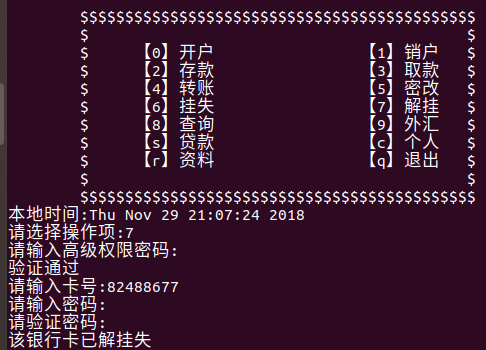 $$$$$$$$$$$$$$$$$$$$$$$$$$$$$$$$$$$$$$$$$$$$
$ $
$ 【0】开户 【1】销户 $
$ 【2】存款 【3】取款 $
$ 【4】转账 【5】密改 $
$ 【6】挂失 【7】解挂 $
$ 【8】查询 【9】外汇 $
$ 【s】贷款 【c】个人 $
$ 【r】资料 【q】退出 $
$ $
$$$$$$$$$$$$$$$$$$$$$$$$$$$$$$$$$$$$$$$$$$$$
本地时间:Thu Nov 29 21:07:24 2018
请选择操作项:7
请输入高级权限密码:
验证通过
请输入卡号:82488677
请输入密码:
请验证密码:
该银行卡已解挂失